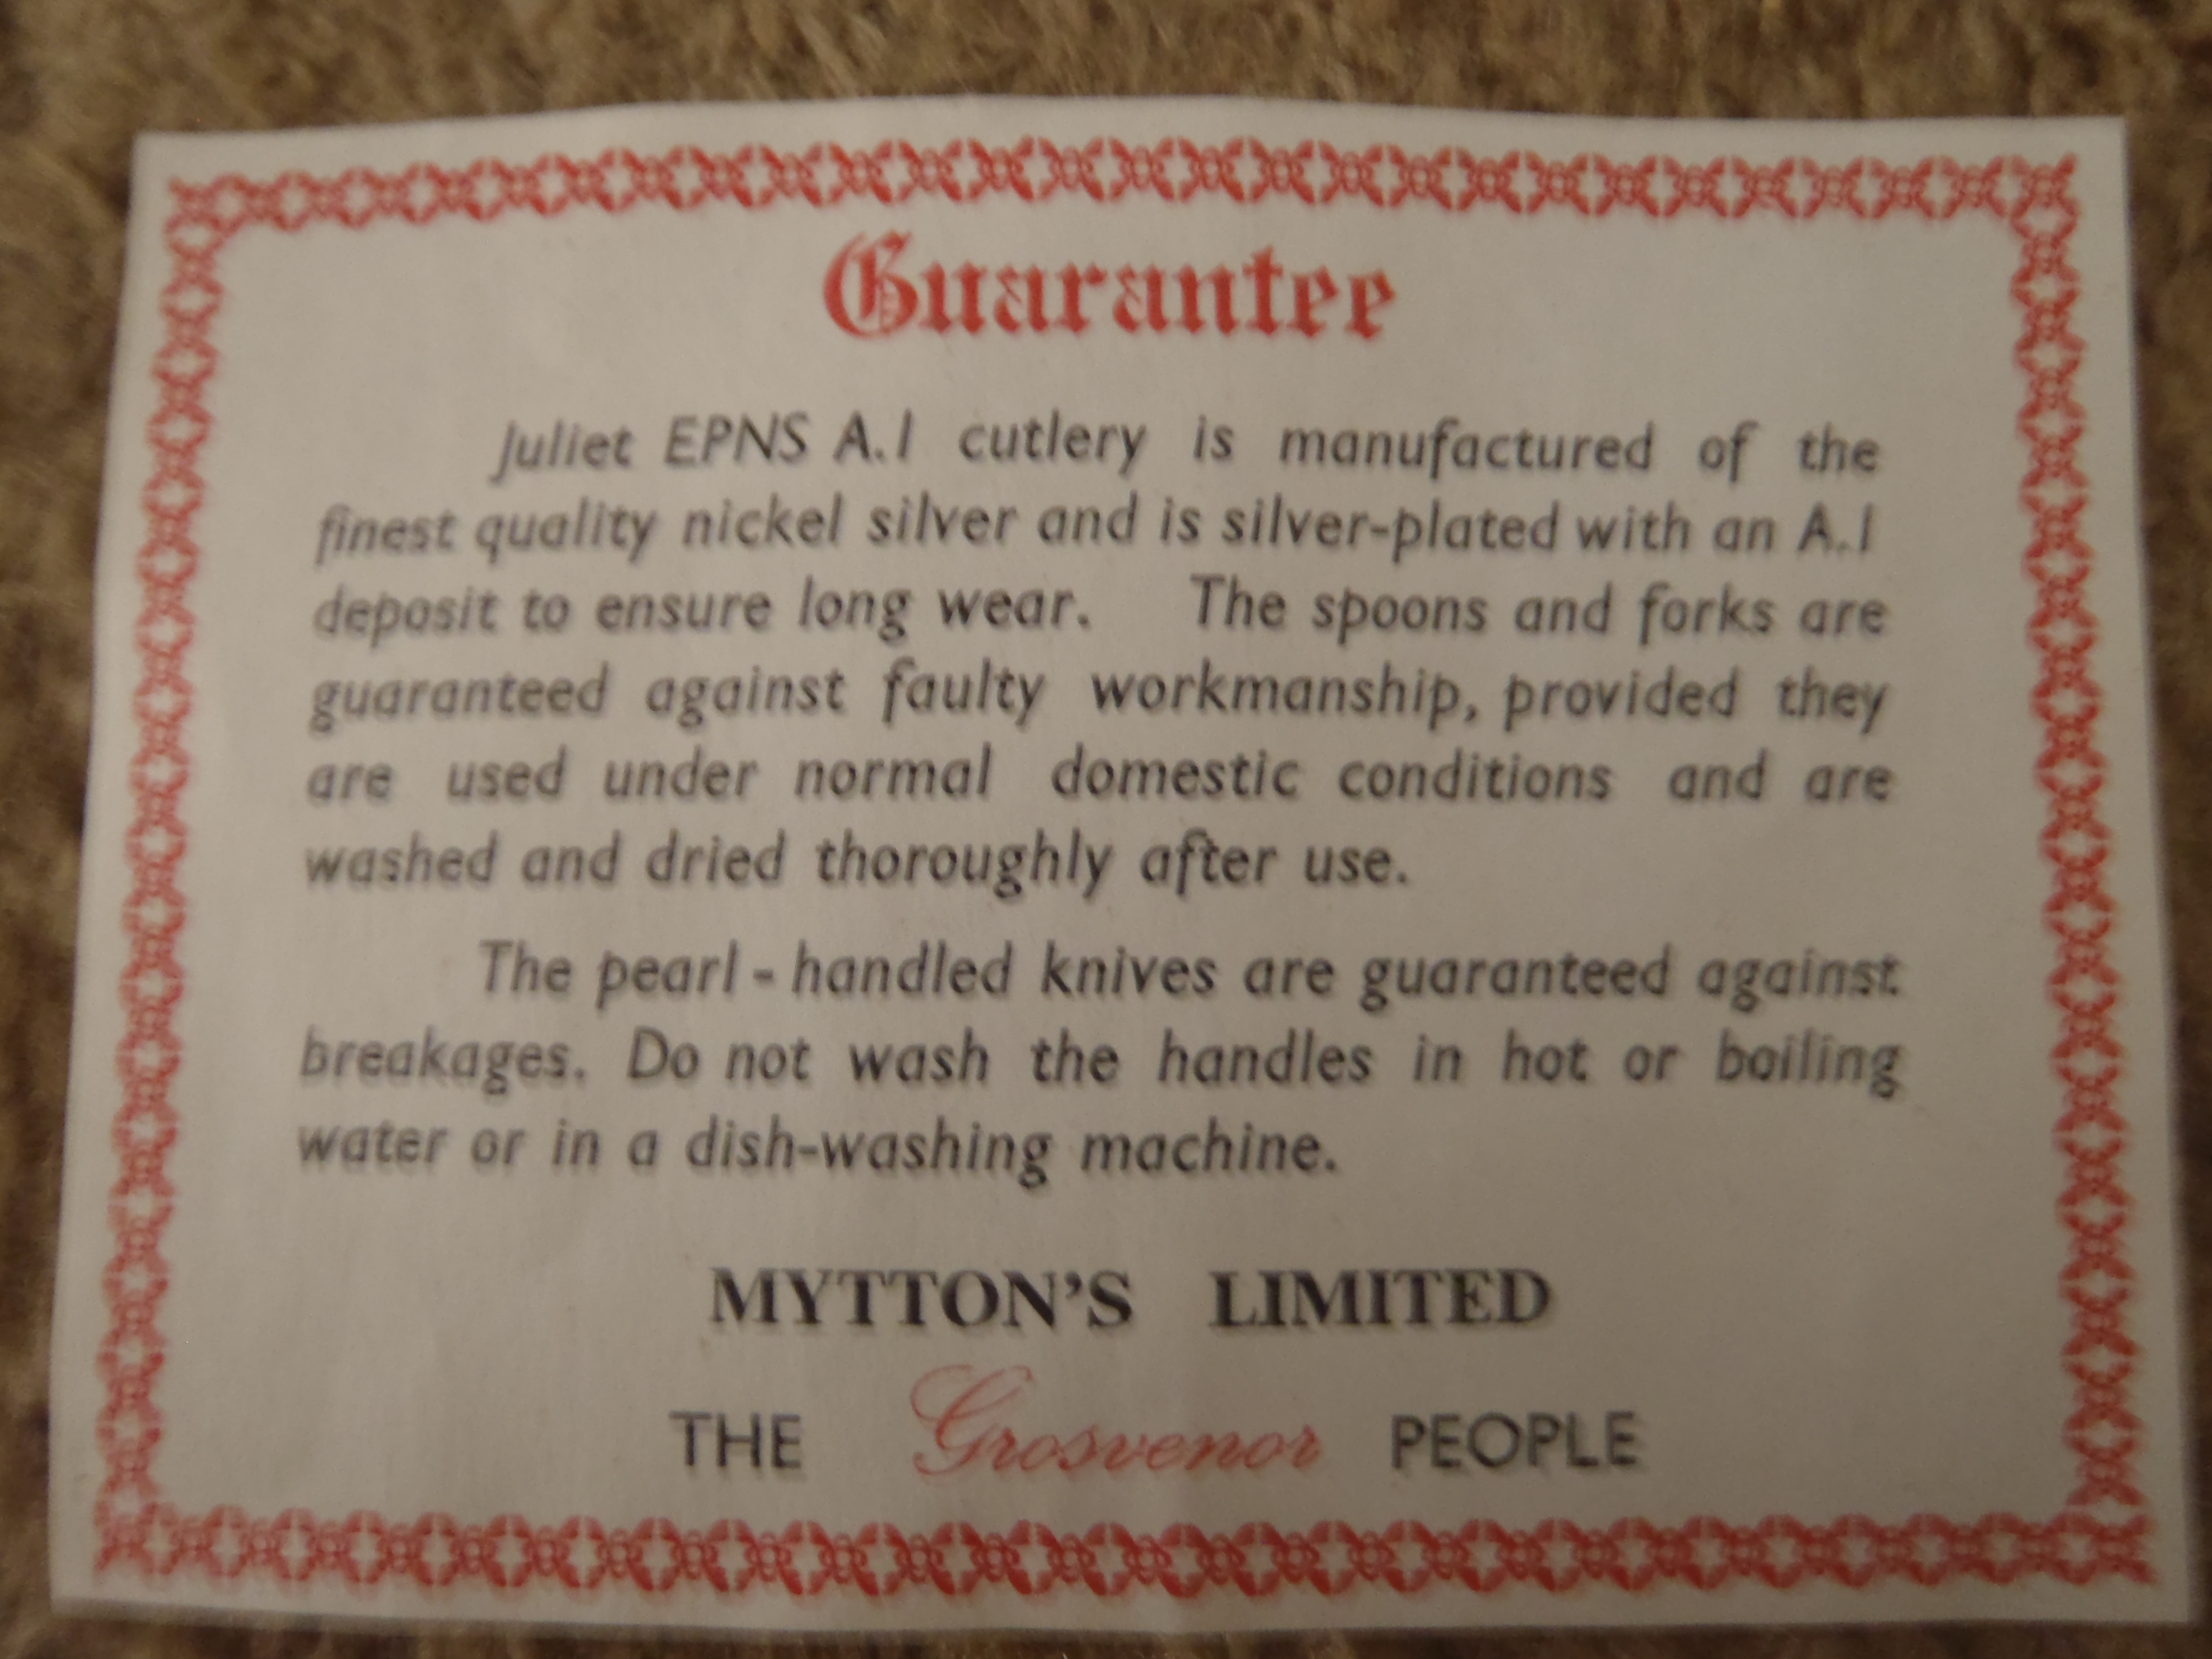 Guarantee
Juliet EPNS A.1 cutlery is manufactured of the
finest quality nickel silver and is silver-plated with an A.1
deposit to ensure long wear. The spoons and forks are
guaranteed against faulty workmanship, provided they
are used under normal domestic conditions and are
washed and dried thoroughly after use.
The pearl - handled knives are guaranteed against
breakages. Do not wash the handles in hot or boiling
water or in a dish-washing machine.
MYTTON'S LIMITED
THE Grosvenor PEOPLE